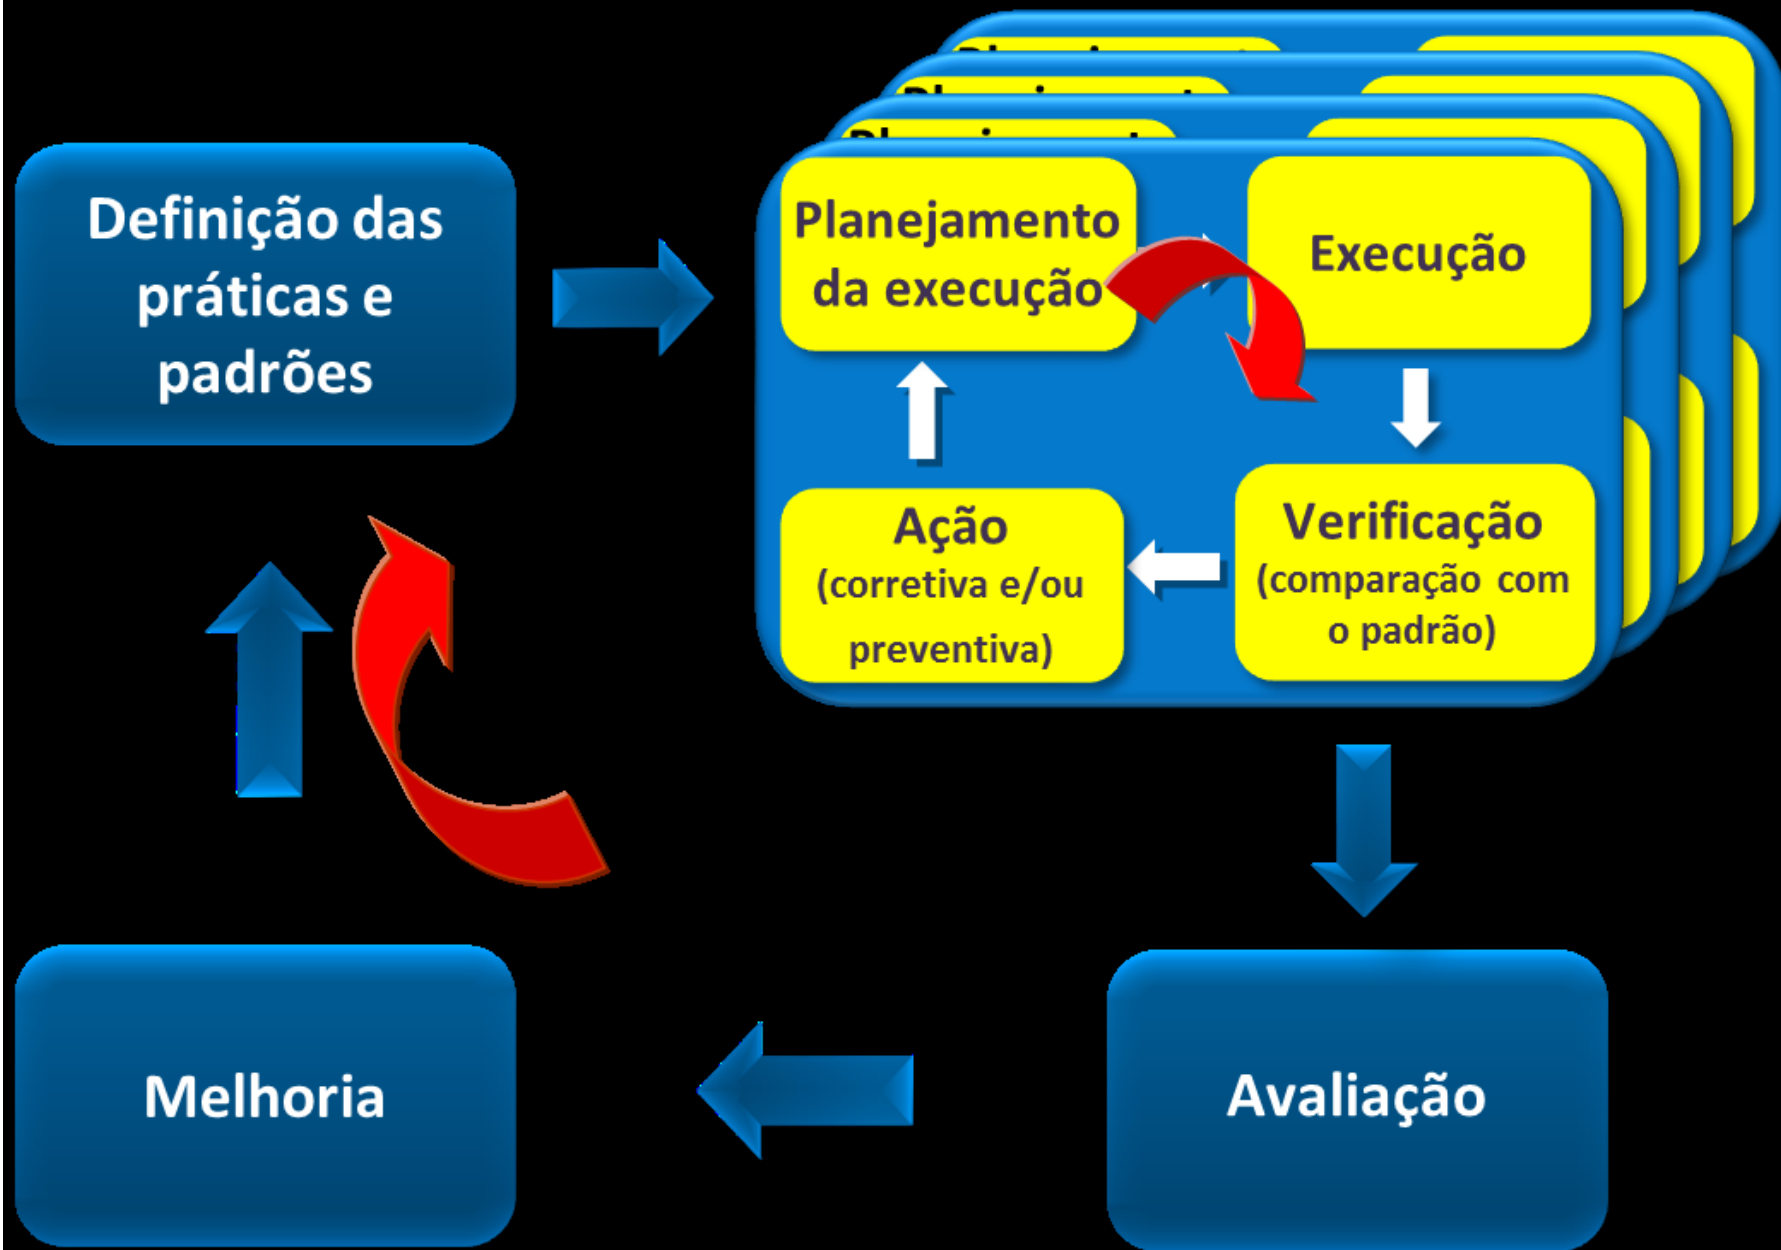 Definição das
práticas e
padrões
Planejamento
da execução
Execução
Ação
(corretiva e/ou
preventiva)
Verificação
(comparação com
o padrão)
Melhoria
Avaliação